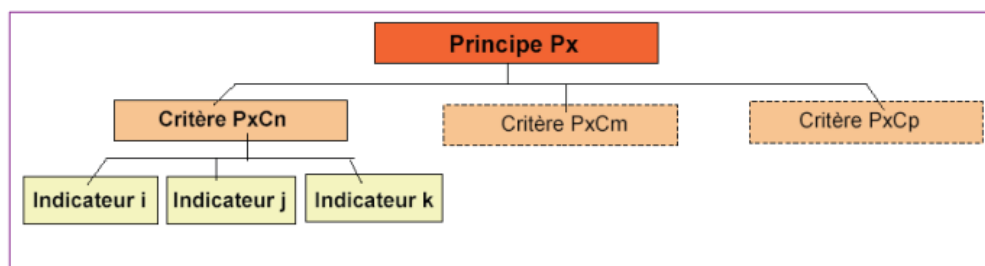 Principe Px
Critère PxCn
Critère PxCm
Critère PxCp
Indicateur i
Indicateur j
Indicateur k